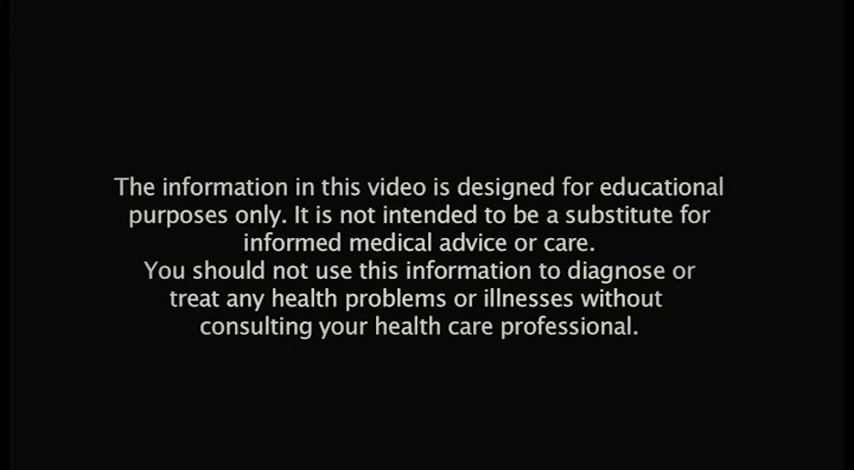 The information in this video is designed for educational
purposes only. It is not intended to be a substitute for
informed medical advice or care.
You should not use this information to diagnose or
treat any health problems or illnesses without
consulting your health care professional.